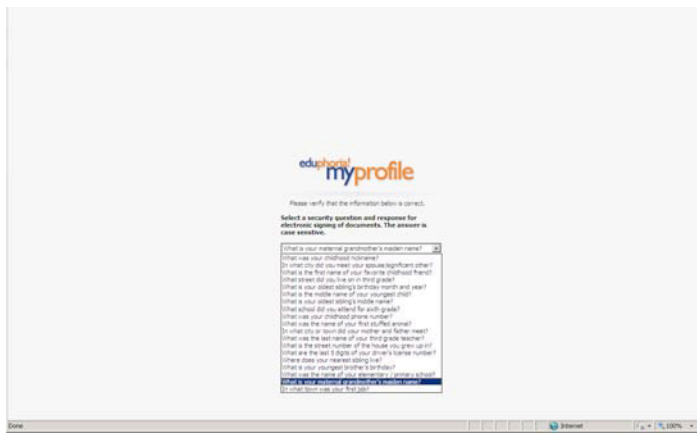 eduphoria!
myprofile
Please verify that the information below is correct.
Select a security question and response for
electronic signing of documents. The answer is
case sensitive.
What is your maternal grandmother's maiden name?
What was your childhood nickname?
In what city did you meet your spouse/significant other?
What is the first name of your favorite childhood friend?
What street did you live on in third grade?
What is your oldest sibling's birthday month and year?
What is the middle name of your youngest child?
What is your oldest sibling's middle name?
What school did you attend for sixth grade?
What was your childhood phone number?
What was the name of your first stuffed animal?
In what city or town did your mother and father meet?
What was the last name of your third grade teacher?
What is the street number of the house you grew up in?
What are the last 5 digits of your driver's license number?
Where does your nearest sibling live?
What is your youngest brother's birthday?
What was the name of your elementary / primary school?
What is your maternal grandmother's maiden name?
In what town was your first job?
Done
Internet
100%